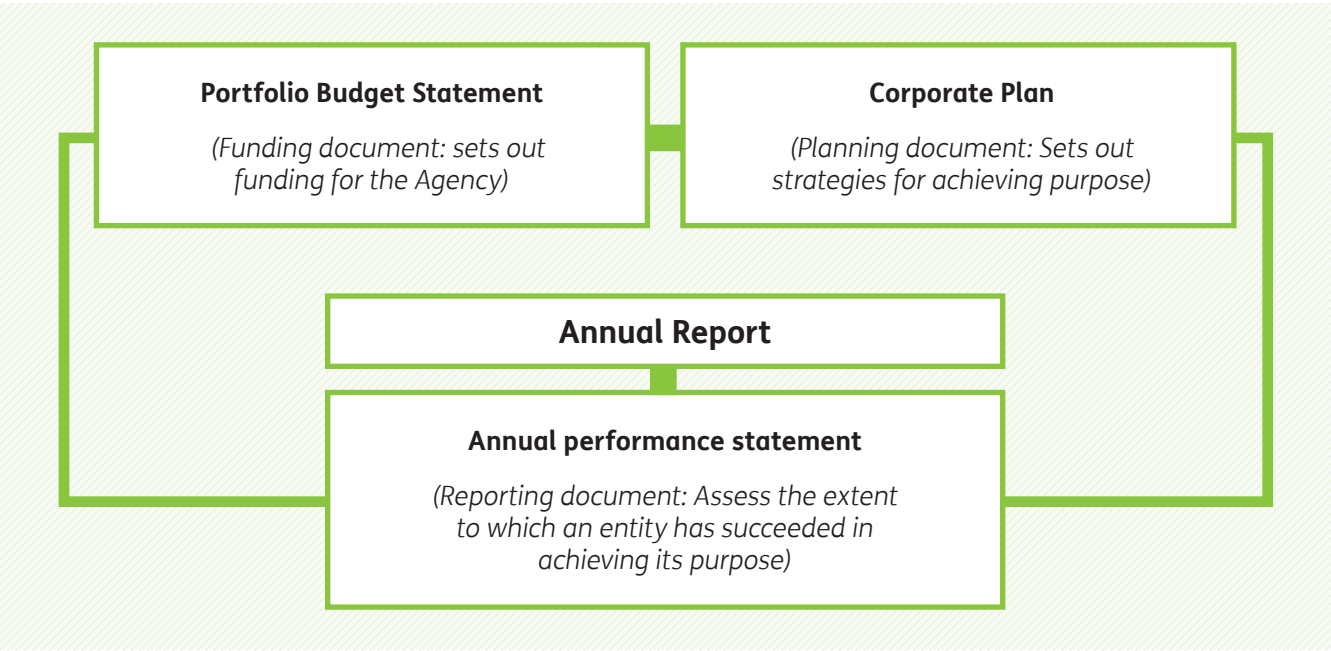 Portfolio Budget Statement
(Funding document: sets out
funding for the Agency)
Corporate Plan
(Planning document: Sets out
strategies for achieving purpose)
Annual Report
Annual performance statement
(Reporting document: Assess the extent
to which an entity has succeeded in
achieving its purpose)